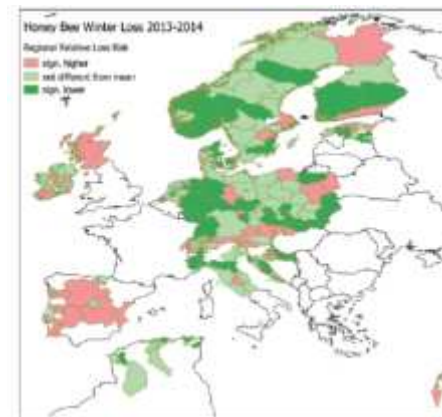 Honey Bee Winter Loss 2013-2014
Regional Relative Loss Risk
sign. higher
not different from mean
sign. lower